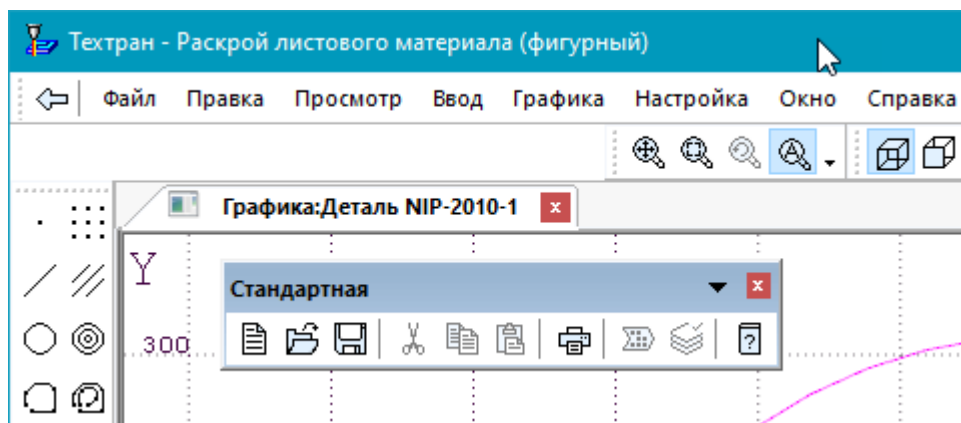 Техтран - Раскрой листового материала (фигурный)
Файл Правка Просмотр Ввод Графика Настройка Окно Справка
Графика:Деталь NIP-2010-1
Y
Стандартная
300